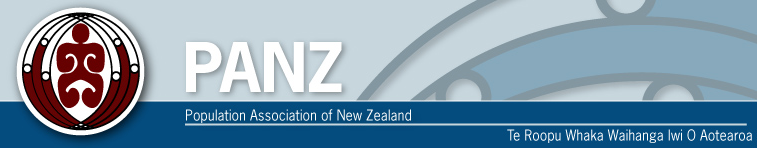 PANZ
Population Association of New Zealand
Te Roopu Whaka Waihanga Iwi O Aotearoa